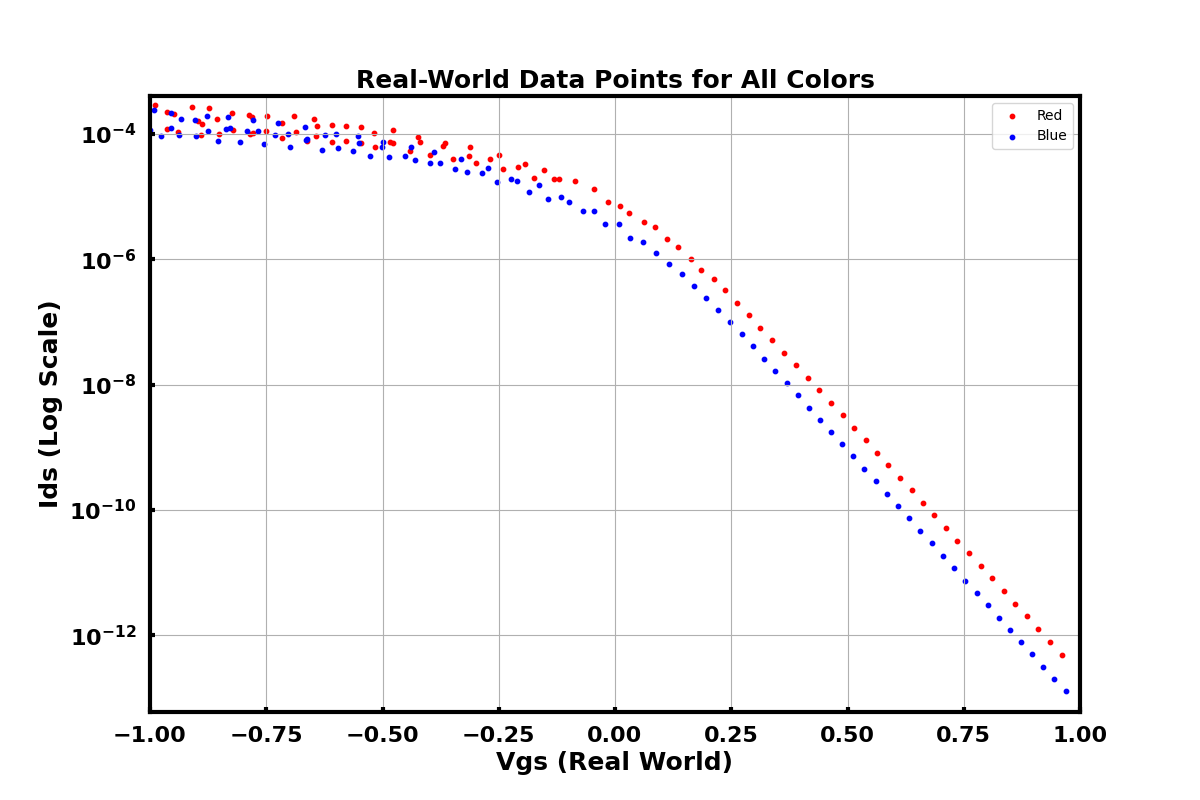 Real-World Data Points for All Colors
Red
Blue
10⁻⁴
10⁻⁶
10⁻⁸
10⁻¹⁰
10⁻¹²
Ids (Log Scale)
−1.00 −0.75 −0.50 −0.25 0.00 0.25 0.50 0.75 1.00
Vgs (Real World)